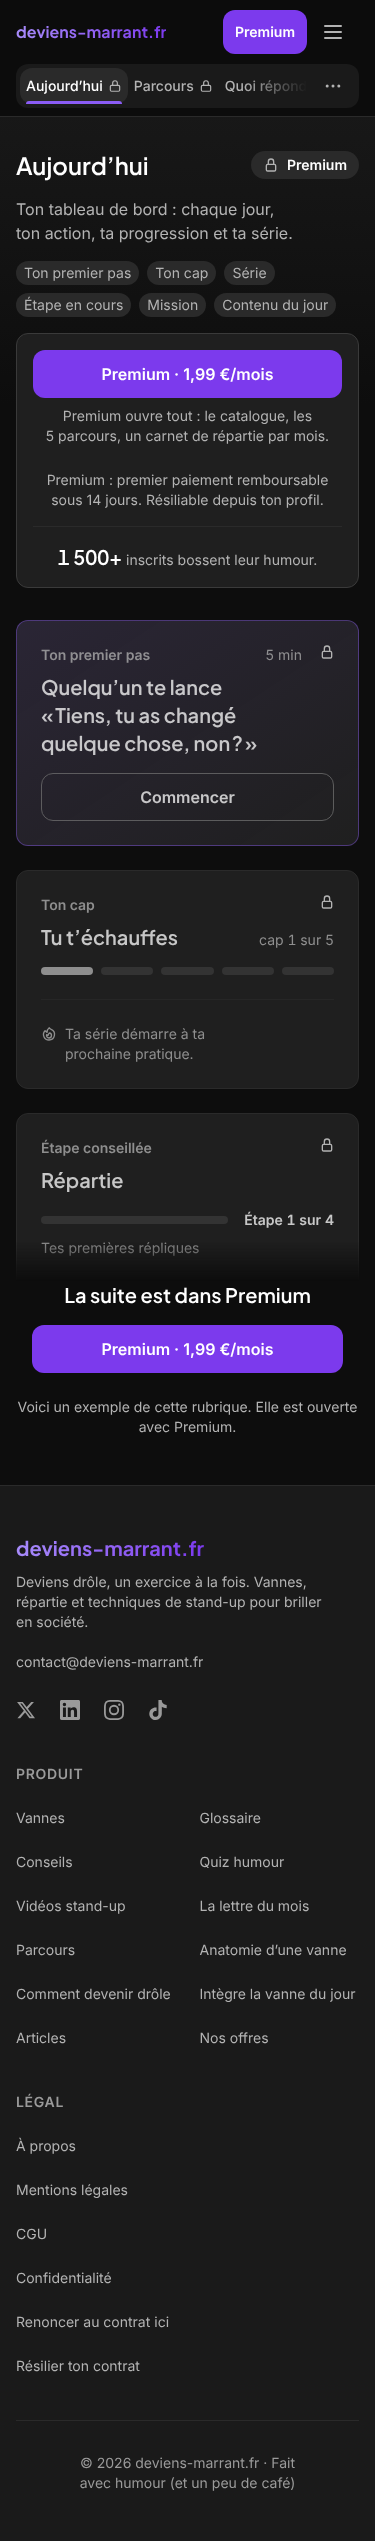 deviens-marrant.fr
Premium
Aujourd’hui
Parcours
Quoi répond
Aujourd’hui
Premium
Ton tableau de bord : chaque jour,
ton action, ta progression et ta série.
Ton premier pas
Ton cap
Série
Étape en cours
Mission
Contenu du jour
Premium · 1,99 €/mois
Premium ouvre tout : le catalogue, les
5 parcours, un carnet de répartie par mois.
Premium : premier paiement remboursable
sous 14 jours. Résiliable depuis ton profil.
1 500+ inscrits bossent leur humour.
Ton premier pas
5 min
Quelqu’un te lance
« Tiens, tu as changé
quelque chose, non ? »
Commencer
Ton cap
Tu t’échauffes
cap 1 sur 5
Ta série démarre à ta
prochaine pratique.
Étape conseillée
Répartie
Étape 1 sur 4
Tes premières répliques
La suite est dans Premium
Premium · 1,99 €/mois
Voici un exemple de cette rubrique. Elle est ouverte
avec Premium.
deviens-marrant.fr
Deviens drôle, un exercice à la fois. Vannes,
répartie et techniques de stand-up pour briller
en société.
contact@deviens-marrant.fr
PRODUIT
Vannes
Glossaire
Conseils
Quiz humour
Vidéos stand-up
La lettre du mois
Parcours
Anatomie d’une vanne
Comment devenir drôle
Intègre la vanne du jour
Articles
Nos offres
LÉGAL
À propos
Mentions légales
CGU
Confidentialité
Renoncer au contrat ici
Résilier ton contrat
© 2026 deviens-marrant.fr · Fait
avec humour (et un peu de café)